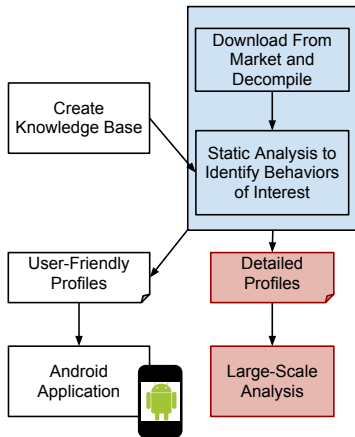 Download From
Market and
Decompile
Create
Knowledge Base
Static Analysis to
Identify Behaviors
of Interest
User-Friendly
Profiles
Detailed
Profiles
Android
Application
Large-Scale
Analysis